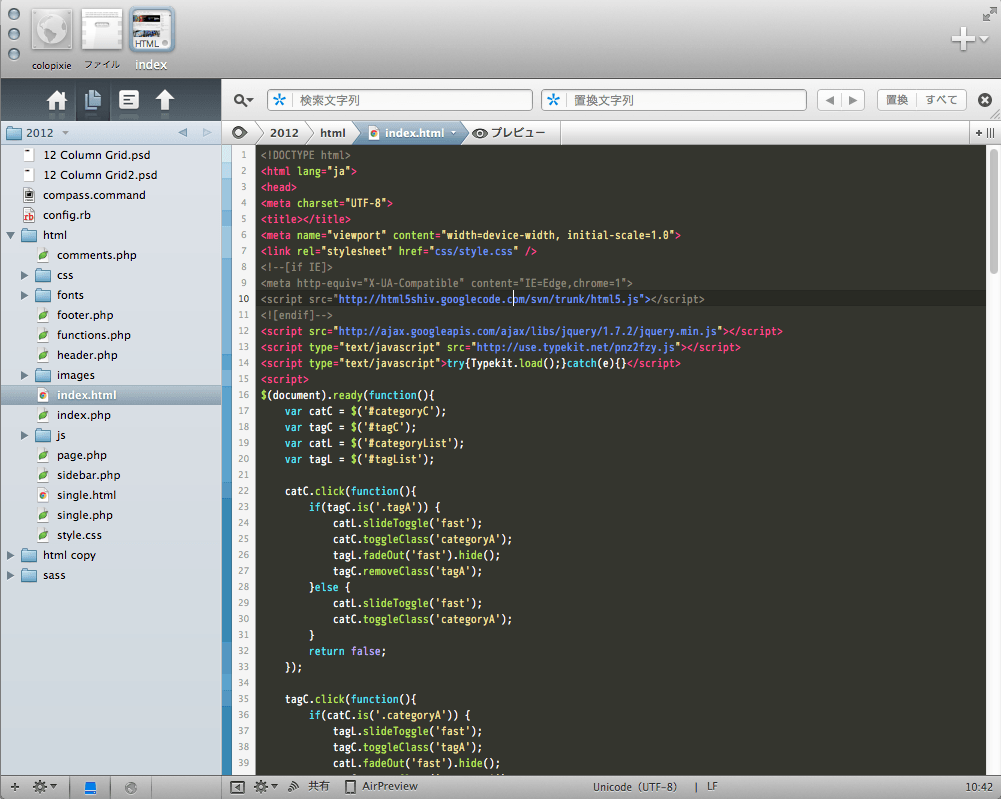 HTML
colopixie ファイル index
検索文字列 置換文字列 置換 すべて
2012 2012 html index.html プレビュー
12 Column Grid.psd
12 Column Grid2.psd
compass.command
config.rb
html
comments.php
css
fonts
footer.php
functions.php
header.php
images
index.html
index.php
js
page.php
sidebar.php
single.html
single.php
style.css
html copy
sass
1 <!DOCTYPE html>
2 <html lang="ja">
3 <head>
4 <meta charset="UTF-8">
5 <title></title>
6 <meta name="viewport" content="width=device-width, initial-scale=1.0">
7 <link rel="stylesheet" href="css/style.css" />
8 <!--[if IE]>
9 <meta http-equiv="X-UA-Compatible" content="IE=Edge,chrome=1">
10 <script src="http://html5shiv.googlecode.com/svn/trunk/html5.js"></script>
11 <![endif]-->
12 <script src="http://ajax.googleapis.com/ajax/libs/jquery/1.7.2/jquery.min.js"></script>
13 <script type="text/javascript" src="http://use.typekit.net/pnz2fzy.js"></script>
14 <script type="text/javascript">try{Typekit.load();}catch(e){}</script>
15 <script>
16 $(document).ready(function(){
17 var catC = $('#categoryC');
18 var tagC = $('#tagC');
19 var catL = $('#categoryList');
20 var tagL = $('#tagList');
21
22 catC.click(function(){
23 if(tagC.is('.tagA')) {
24 catL.slideToggle('fast');
25 catC.toggleClass('categoryA');
26 tagL.fadeOut('fast').hide();
27 tagC.removeClass('tagA');
28 }else {
29 catL.slideToggle('fast');
30 catC.toggleClass('categoryA');
31 }
32 return false;
33 });
34
35 tagC.click(function(){
36 if(catC.is('.categoryA')) {
37 tagL.slideToggle('fast');
38 tagC.toggleClass('tagA');
39 catL.fadeOut('fast').hide();
共有 AirPreview Unicode (UTF-8) LF 10:42